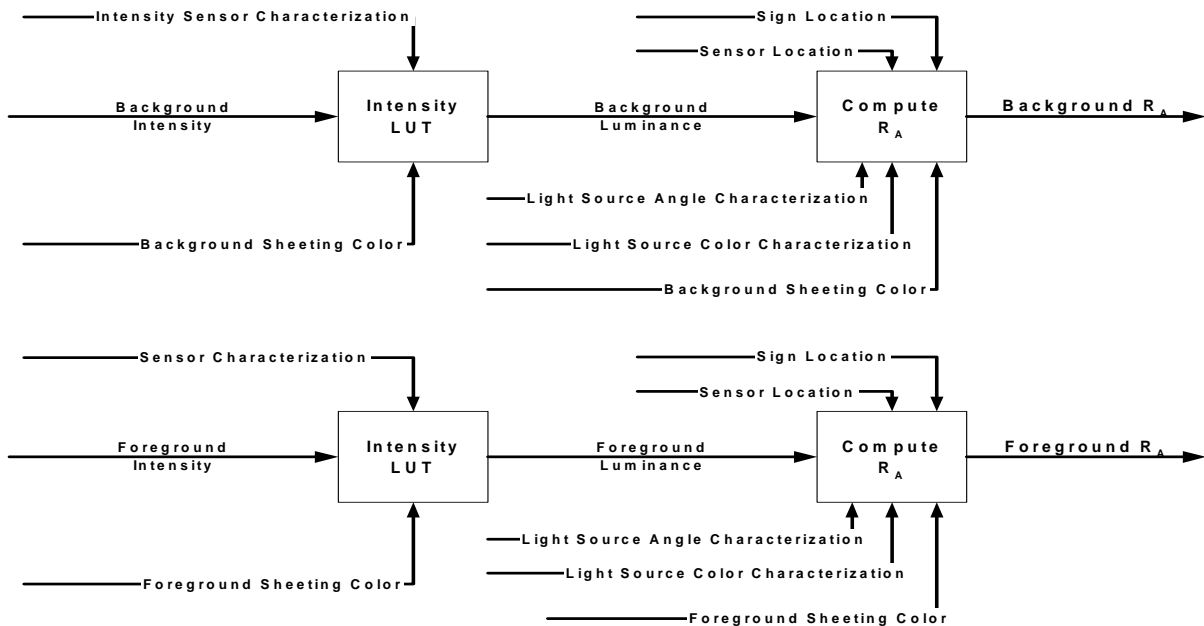 Intensity Sensor Characterization
Sign Location
Sensor Location
Background
Intensity
Intensity
LUT
Background
Luminance
Compute
R A
Background R A
Light Source Angle Characterization
Background Sheeting Color
Light Source Color Characterization
Background Sheeting Color
Sensor Characterization
Sign Location
Sensor Location
Foreground
Intensity
Intensity
LUT
Foreground
Luminance
Compute
R A
Foreground R A
Light Source Angle Characterization
Light Source Color Characterization
Foreground Sheeting Color
Foreground Sheeting Color